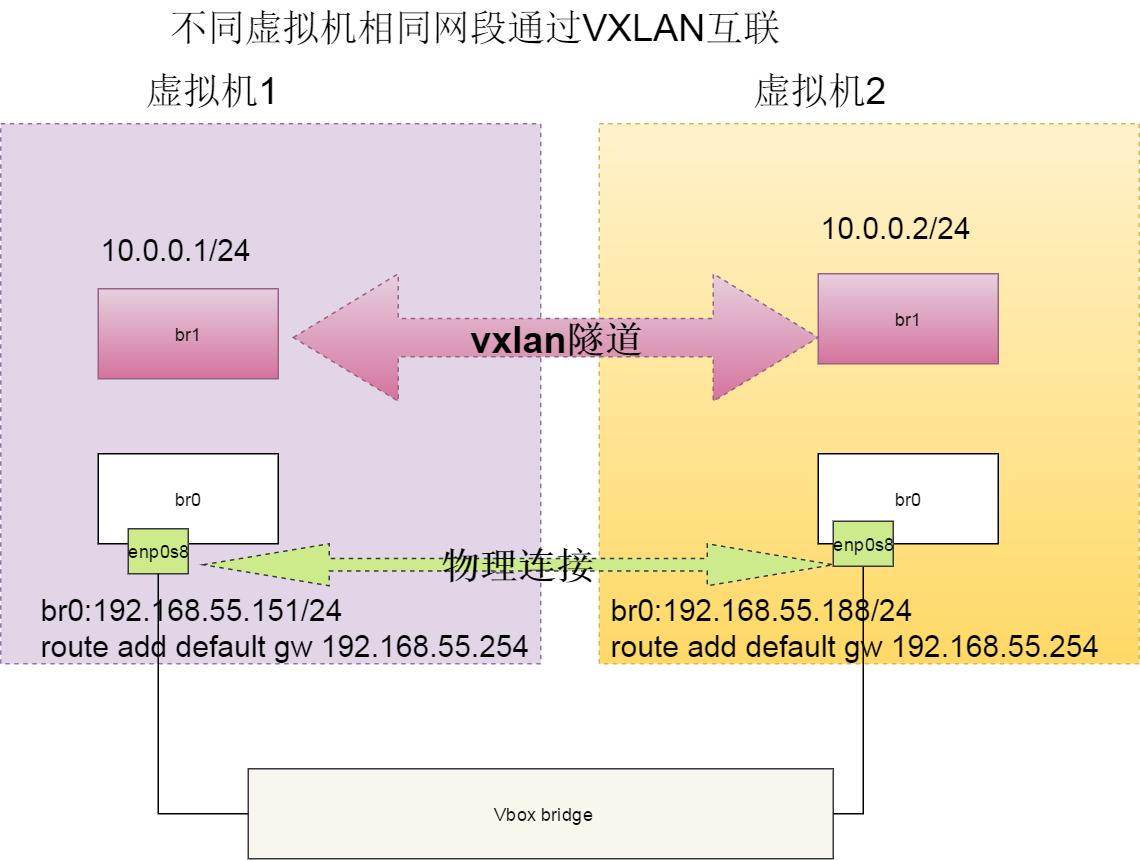 不同虚拟机相同网段通过VXLAN互联
虚拟机1
虚拟机2
10.0.0.1/24
10.0.0.2/24
br1
vxlan隧道
br1
br0
br0
enp0s8
物理连接
enp0s8
br0:192.168.55.151/24
route add default gw 192.168.55.254
br0:192.168.55.188/24
route add default gw 192.168.55.254
Vbox bridge